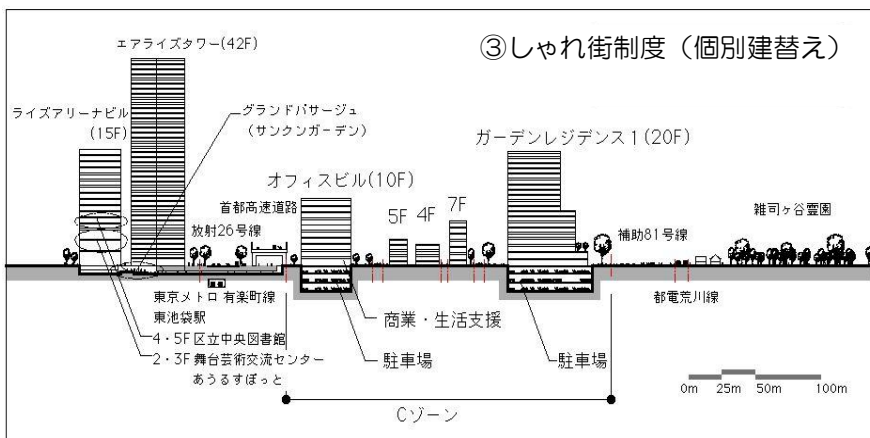 ③しゃれ街制度（個別建替え）
エアライズタワー(42F)
ライズアリーナビル
(15F)
グランドパサージュ
(サンクンガーデン)
ガーデンレジデンス1(20F)
オフィスビル(10F)
首都高速道路
放射26号線
5F
4F
7F
補助81号線
雑司ヶ谷霊園
東京メトロ 有楽町線
東池袋駅
4・5F 区立中央図書館
2・3F 舞台芸術交流センター
あうるすぽっと
商業・生活支援
駐車場
駐車場
都電荒川線
0m 25m 50m 100m
Cゾーン